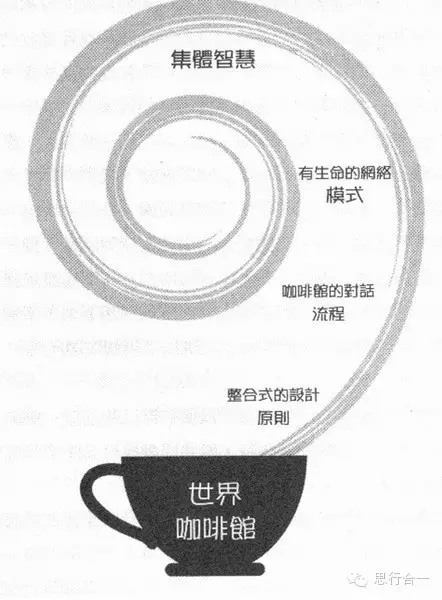 集體智慧
有生命的網絡
模式
咖啡館的對話
流程
整合式的設計
原則
世界
咖啡館
思行合一